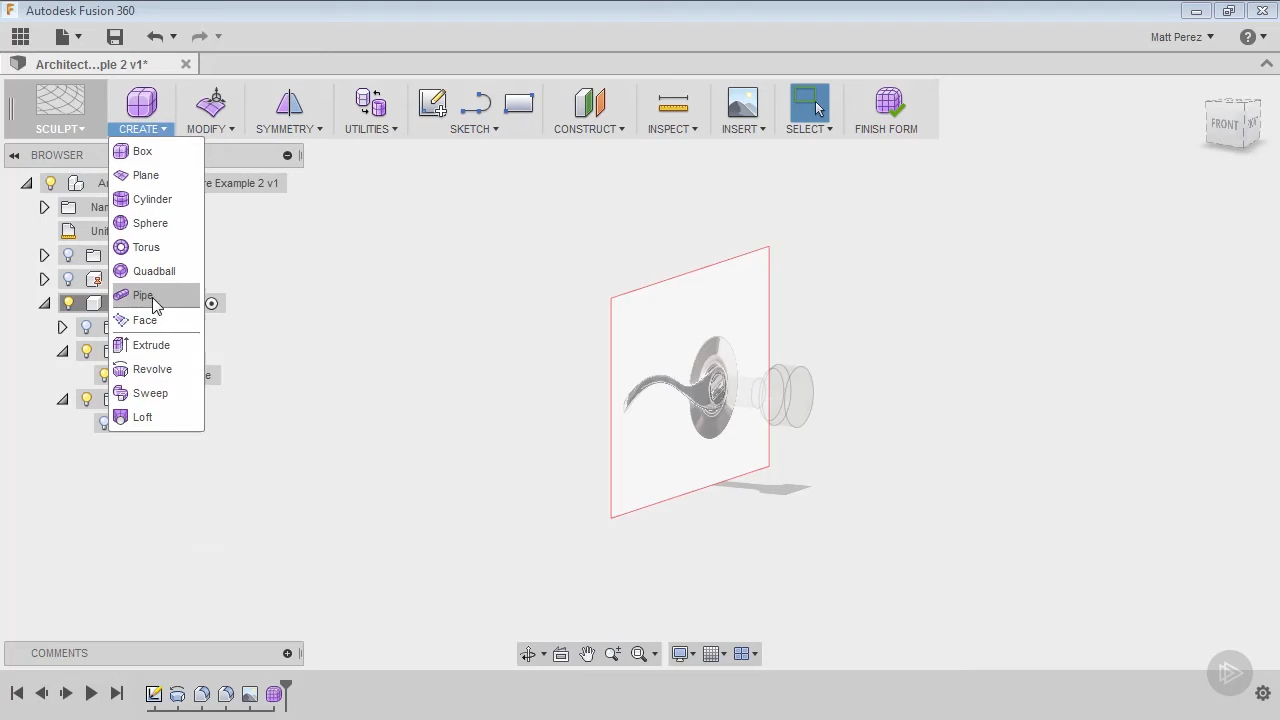 Autodesk Fusion 360
Matt Perez
Architect...ple 2 v1*
SCULPT
CREATE
MODIFY
SYMMETRY
UTILITIES
SKETCH
CONSTRUCT
INSPECT
INSERT
SELECT
FINISH FORM
FRONT
BROWSER
Box
Plane
Cylinder
Sphere
Torus
Quadball
Pipe
Face
Extrude
Revolve
Sweep
Loft
re Example 2 v1
COMMENTS